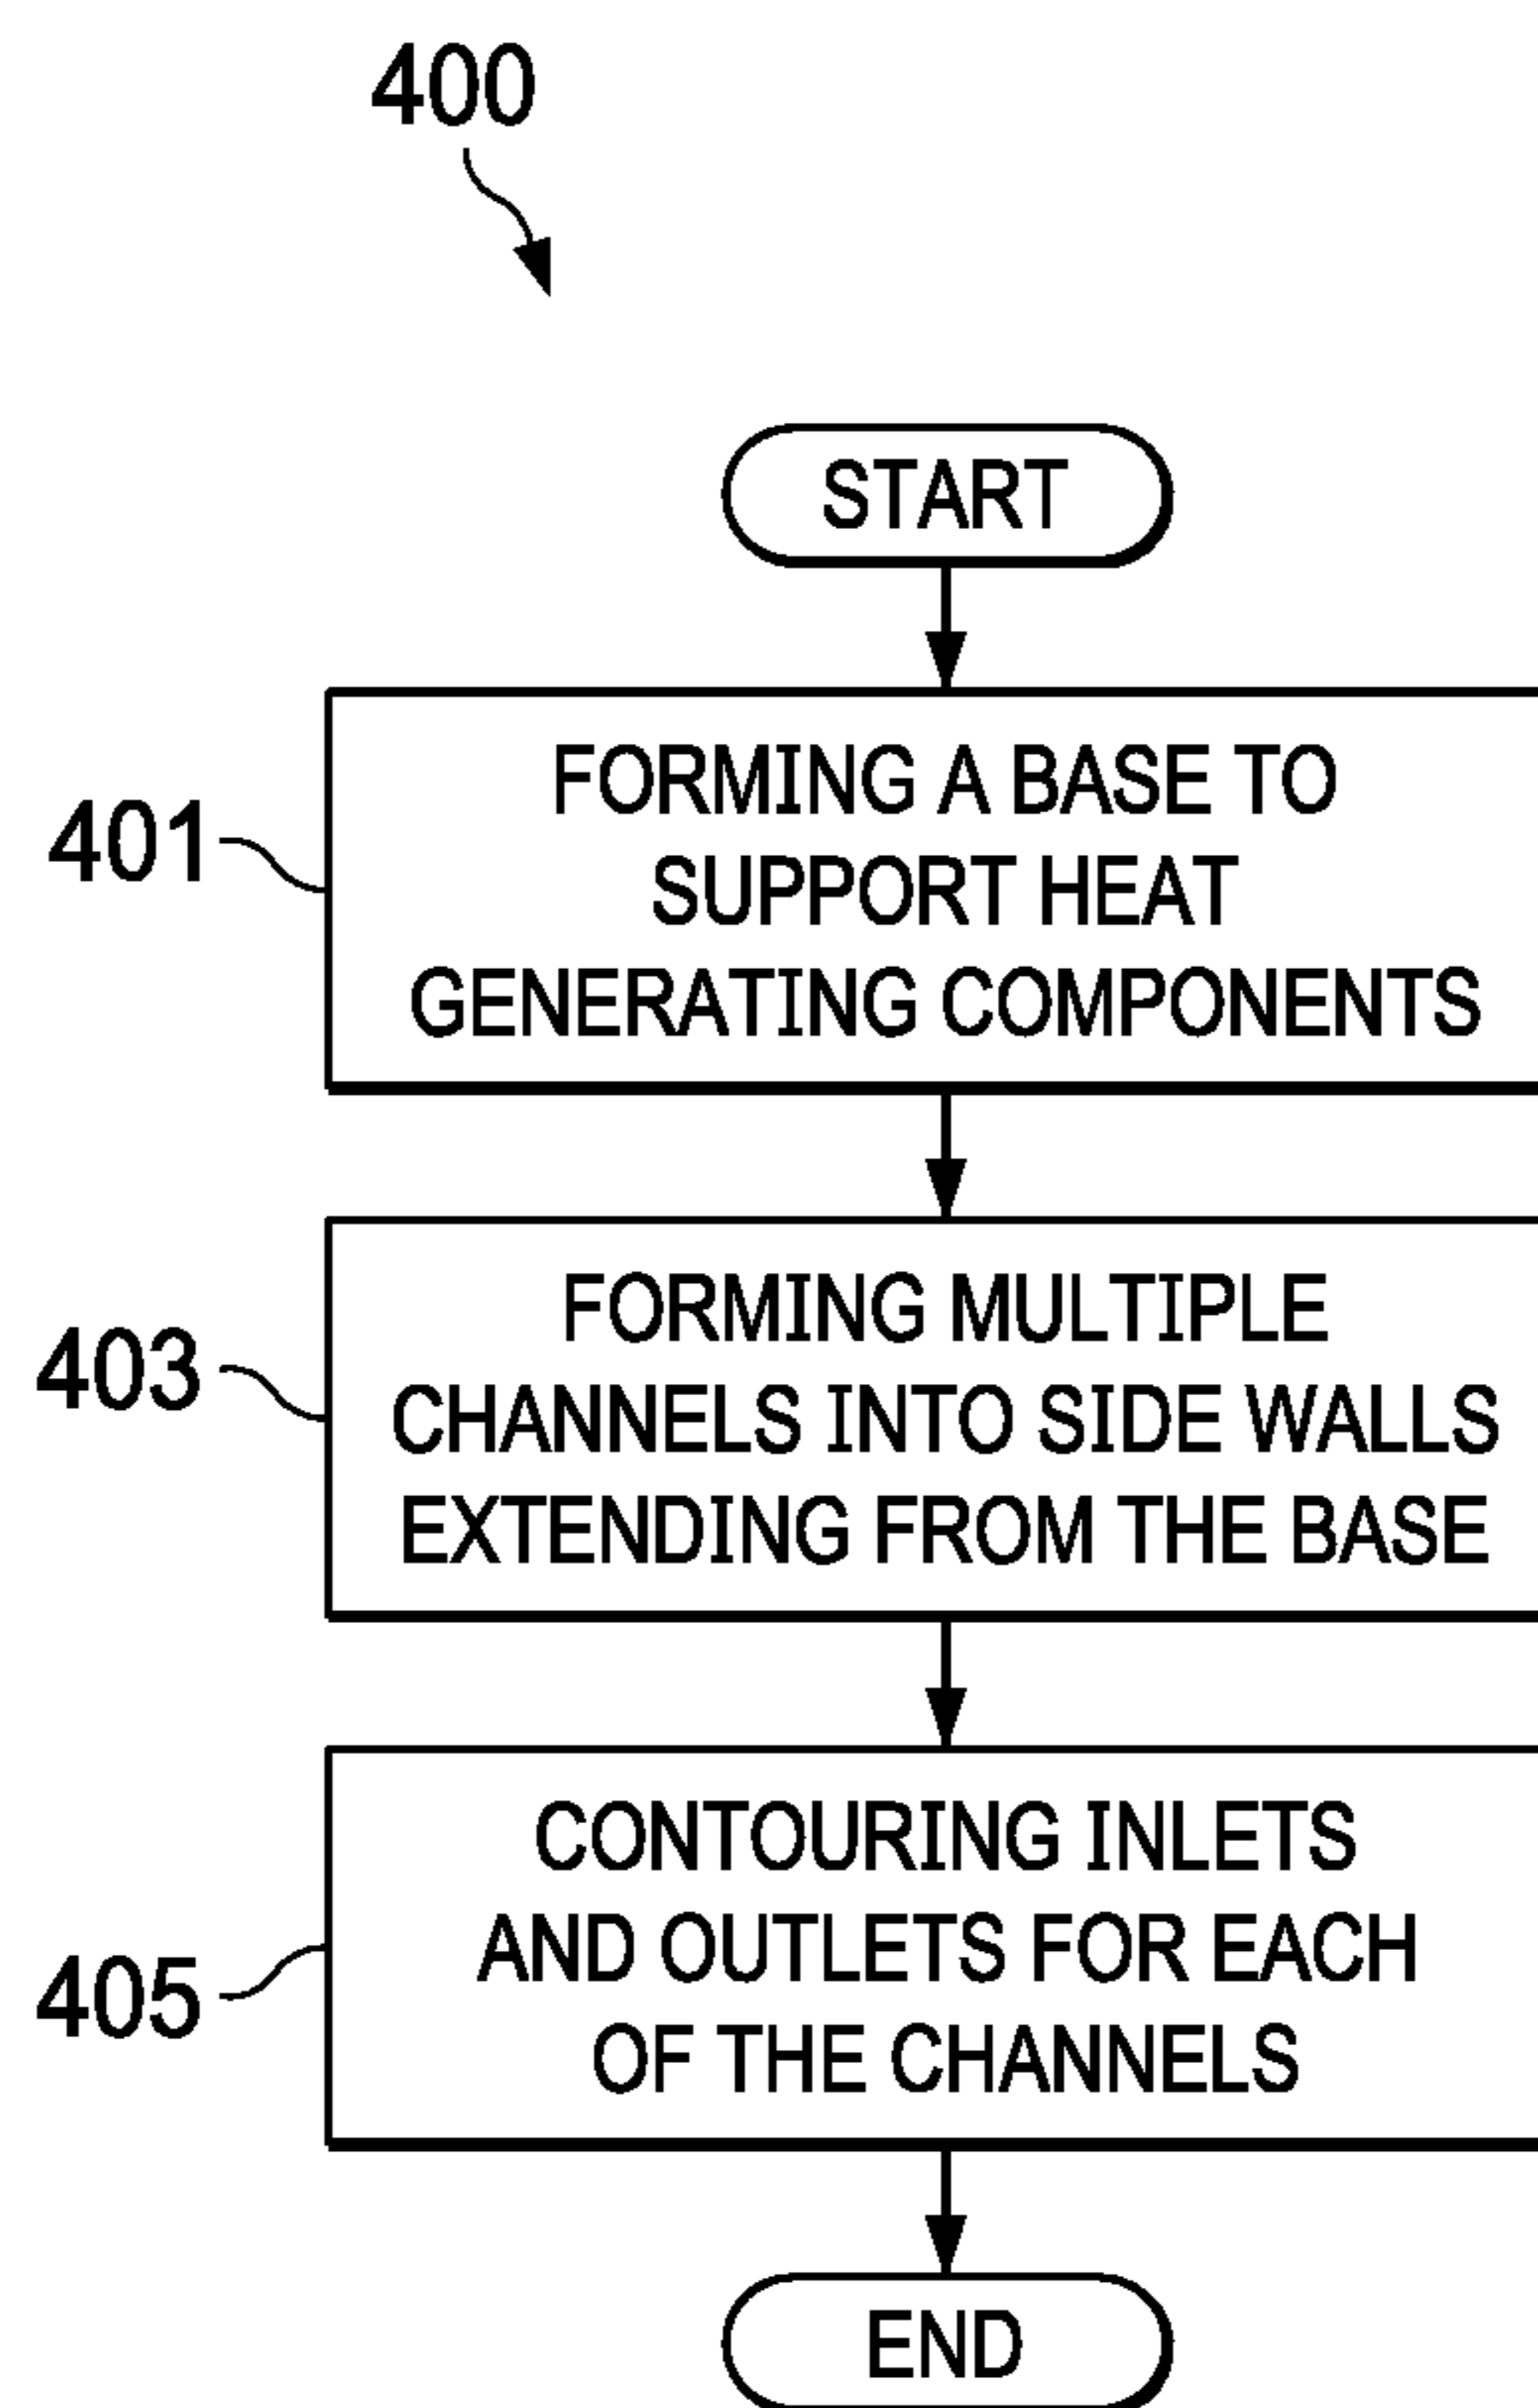 400
START
401
FORMING A BASE TO
SUPPORT HEAT
GENERATING COMPONENTS
403
FORMING MULTIPLE
CHANNELS INTO SIDE WALLS
EXTENDING FROM THE BASE
405
CONTOURING INLETS
AND OUTLETS FOR EACH
OF THE CHANNELS
END